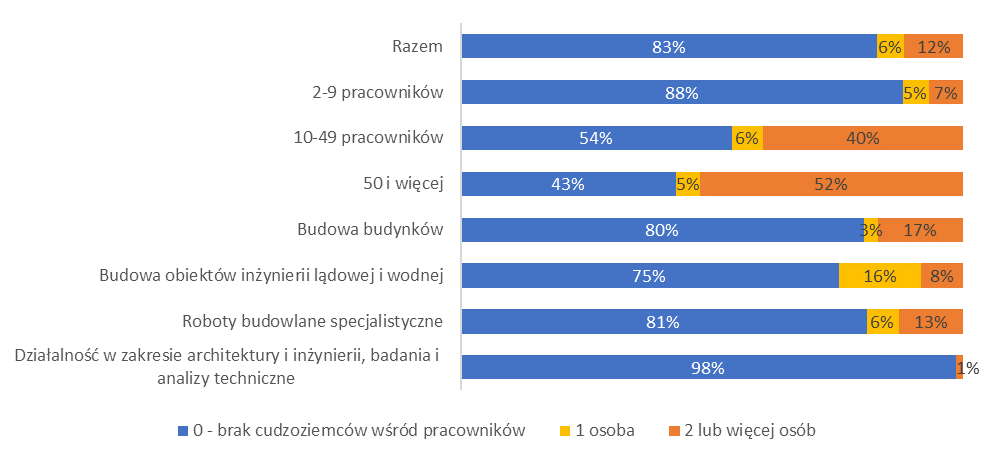 Razem 83% 6% 12%
2-9 pracowników 88% 5% 7%
10-49 pracowników 54% 6% 40%
50 i więcej 43% 5% 52%
Budowa budynków 80% 3% 17%
Budowa obiektów inżynierii lądowej i wodnej 75% 16% 8%
Roboty budowlane specjalistyczne 81% 6% 13%
Działalność w zakresie architektury i inżynierii, badania i
analizy techniczne 98% 1%
0 - brak cudzoziemców wśród pracowników 1 osoba 2 lub więcej osób